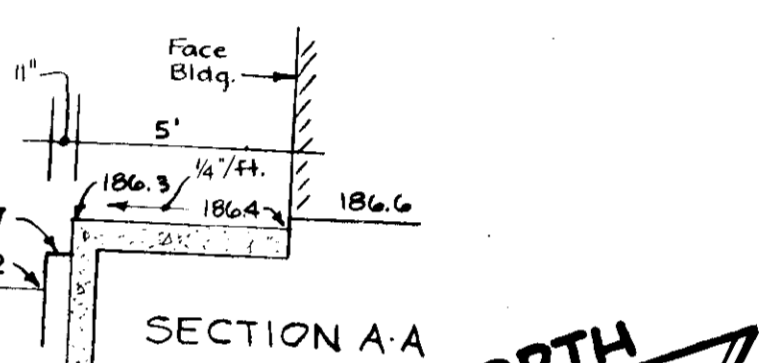 Face
Bldg.
11"
5'
1/4"/ft.
186.3
186.4
186.6
SECTION A-A